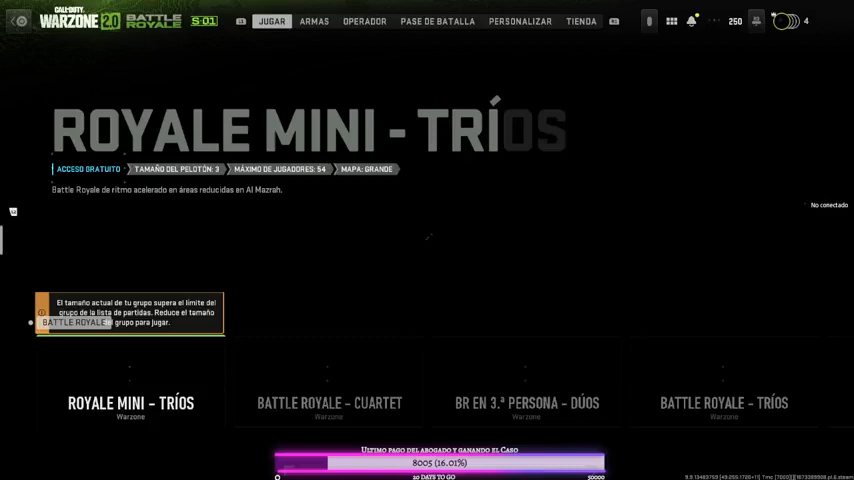 CALL OF DUTY
WARZONE 2.0 BATTLE ROYALE S-01
JUGAR ARMAS OPERADOR PASE DE BATALLA PERSONALIZAR TIENDA
250
4
ROYALE MINI - TRÍOS
ACCESO GRATUITO TAMAÑO DEL PELOTÓN: 3 MÁXIMO DE JUGADORES: 54 MAPA: GRANDE
Battle Royale de ritmo acelerado en áreas reducidas en Al Mazrah.
No conectado
El tamaño actual de tu grupo supera el límite del
grupo de la lista de partidas. Reduce el tamaño
del grupo para jugar.
BATTLE ROYALE
ROYALE MINI - TRÍOS
Warzone
BATTLE ROYALE - CUARTET
Warzone
BR EN 3.ª PERSONA - DÚOS
Warzone
BATTLE ROYALE - TRÍOS
Warzone
Ultimo pago del abogado y ganando el Caso
8005 (16.01%)
0
20 DAYS TO GO
50000